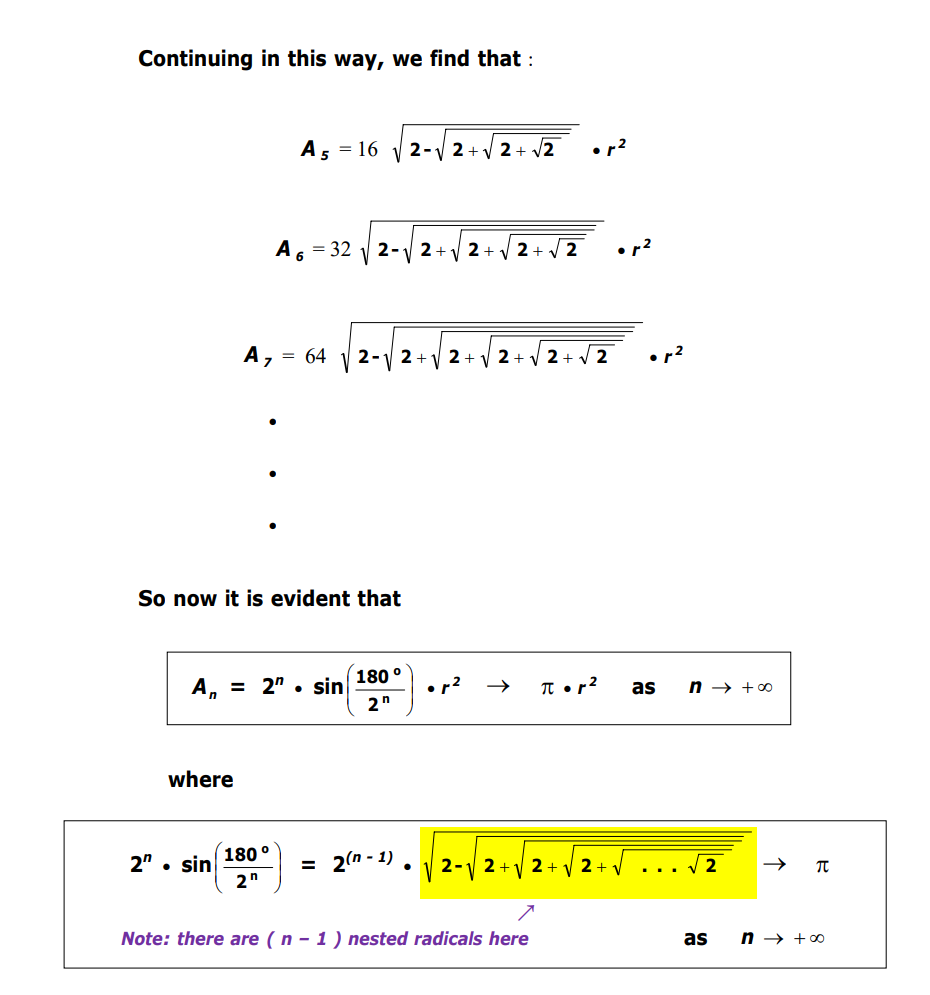 Continuing in this way, we find that :
A₅ = 16 √(2-√(2+√(2+√2))) • r²
A₆ = 32 √(2-√(2+√(2+√(2+√2)))) • r²
A₇ = 64 √(2-√(2+√(2+√(2+√(2+√2))))) • r²
•
•
•
So now it is evident that
Aₙ = 2ⁿ • sin(180°/2ⁿ) • r² → π • r² as n → +∞
where
2ⁿ • sin(180°/2ⁿ) = 2⁽ⁿ ⁻ ¹⁾ • √(2-√(2+√(2+√(2+√( . . . √2))))) → π
Note: there are ( n – 1 ) nested radicals here ↗ as n → +∞